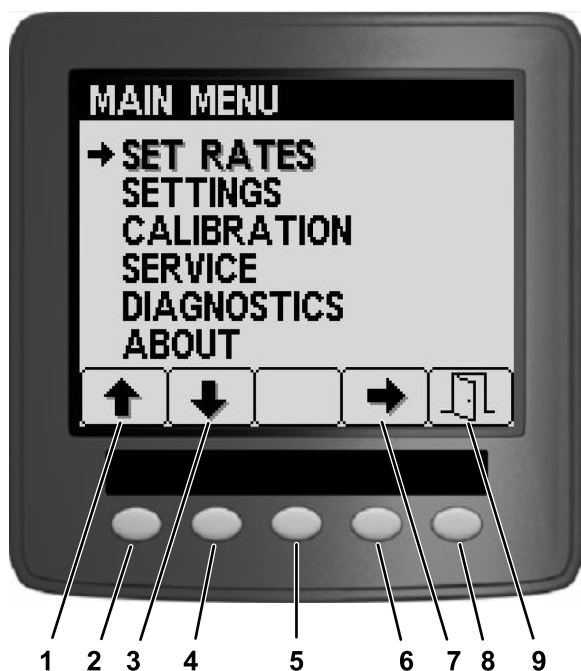 MAIN MENU
SET RATES
SETTINGS
CALIBRATION
SERVICE
DIAGNOSTICS
ABOUT
1 2 3 4 5 6 7 8 9